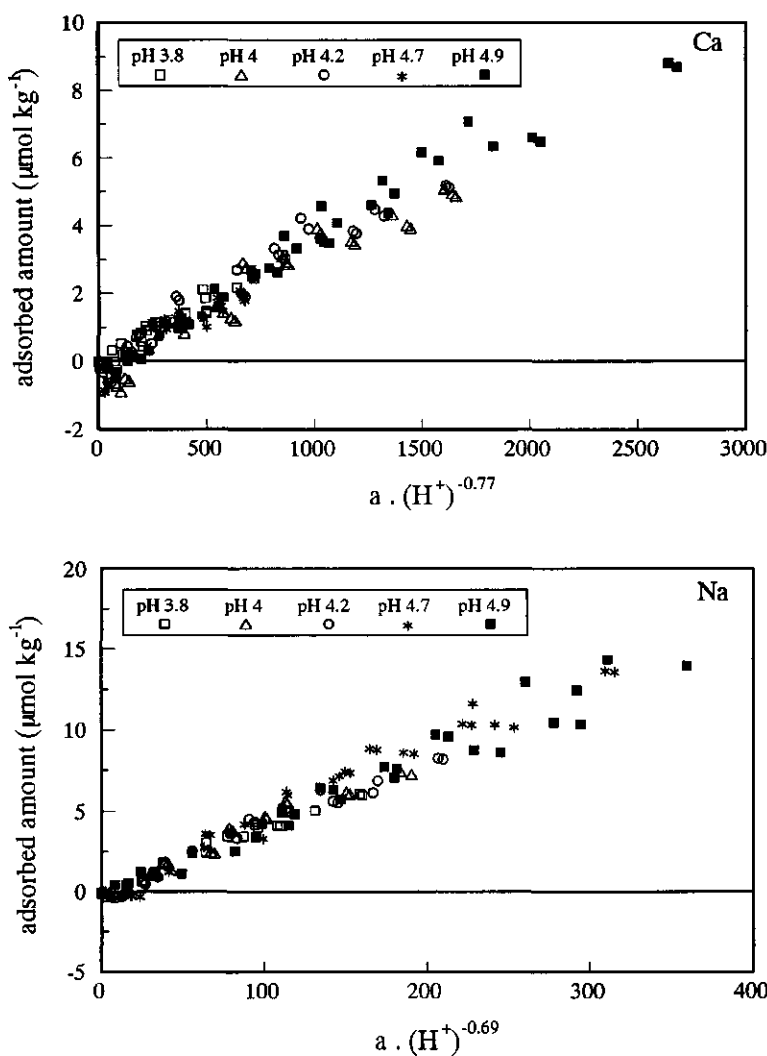 10
Ca
pH 3.8 pH 4 pH 4.2 pH 4.7 pH 4.9
8
6
4
2
0
-2
adsorbed amount (μmol kg⁻¹)
0 500 1000 1500 2000 2500 3000
a . (H⁺)⁻⁰·⁷⁷
20
Na
pH 3.8 pH 4 pH 4.2 pH 4.7 pH 4.9
15
10
5
0
-5
adsorbed amount (μmol kg⁻¹)
0 100 200 300 400
a . (H⁺)⁻⁰·⁶⁹